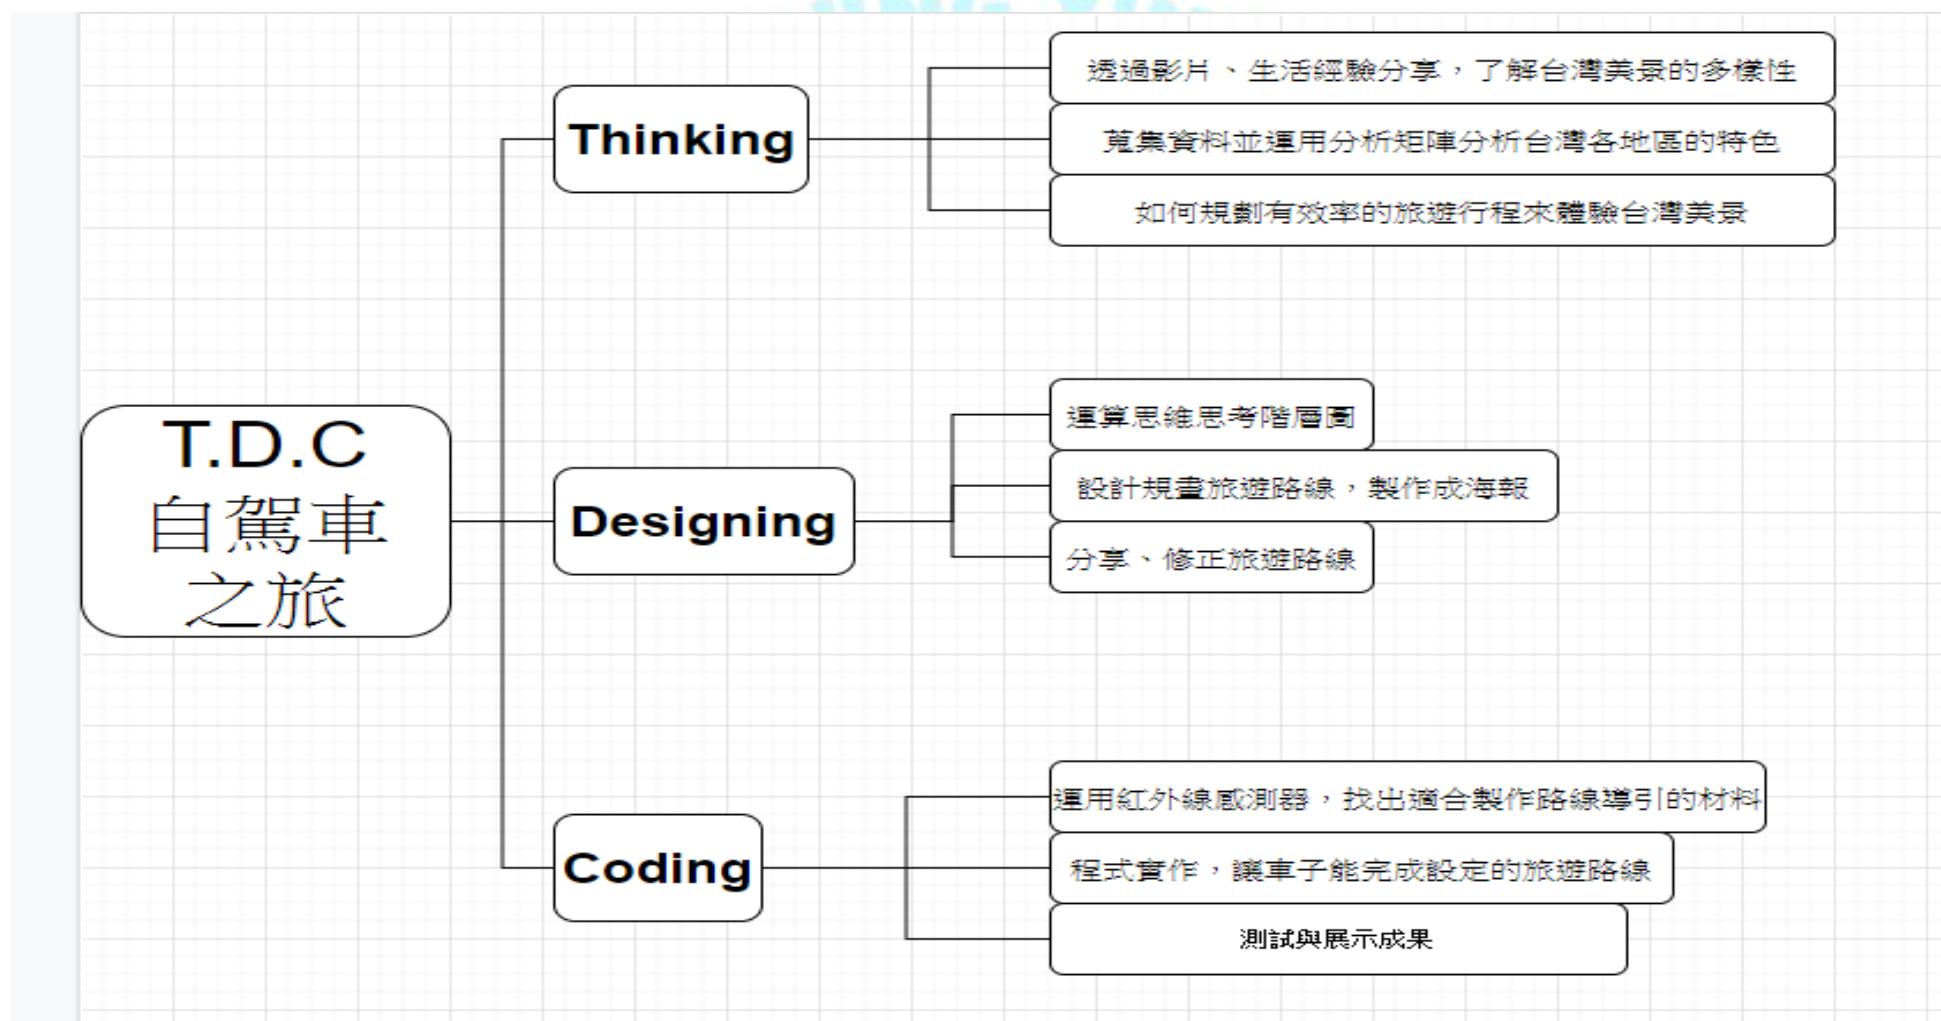 T.D.C
自駕車
之旅
Thinking
透過影片、生活經驗分享，了解台灣美景的多樣性
蒐集資料並運用分析矩陣分析台灣各地區的特色
如何規劃有效率的旅遊行程來體驗台灣美景
Designing
運算思維思考階層圖
設計規畫旅遊路線，製作成海報
分享、修正旅遊路線
Coding
運用紅外線感測器，找出適合製作路線導引的材料
程式實作，讓車子能完成設定的旅遊路線
測試與展示成果